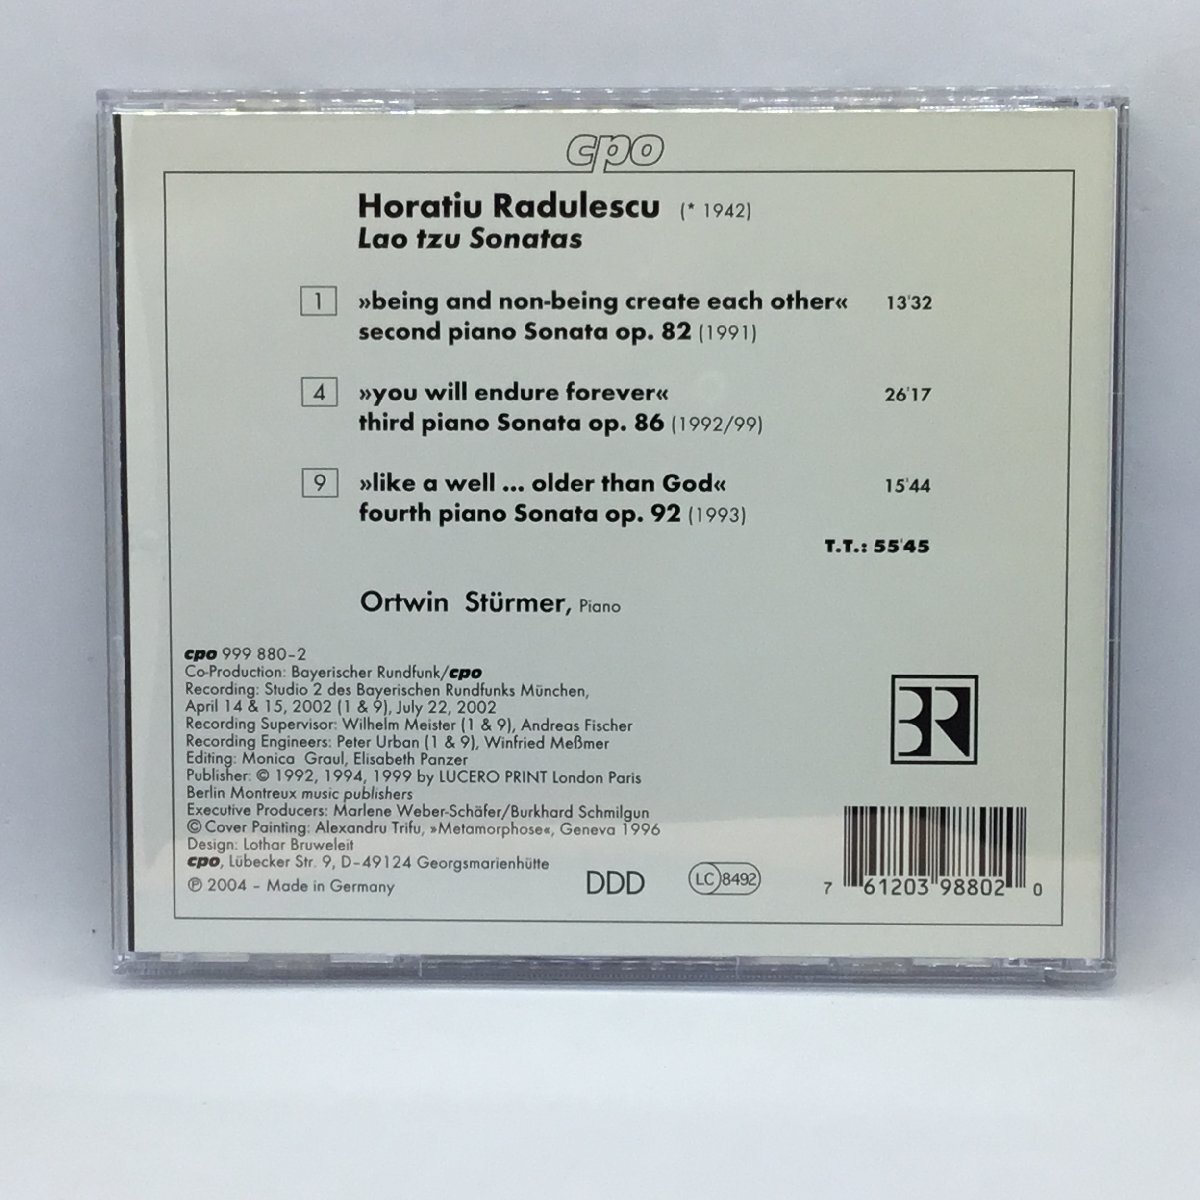 cpo
Horatiu Radulescu (* 1942)
Lao tzu Sonatas
1 »being and non-being create each other« 13'32
second piano Sonata op. 82 (1991)
4 »you will endure forever« 26'17
third piano Sonata op. 86 (1992/99)
9 »like a well ... older than God« 15'44
fourth piano Sonata op. 92 (1993)
T.T.: 55'45
Ortwin Stürmer, Piano
cpo 999 880-2
Co-Production: Bayerischer Rundfunk/cpo
Recording: Studio 2 des Bayerischen Rundfunks München,
April 14 & 15, 2002 (1 & 9), July 22, 2002
Recording Supervisor: Wilhelm Meister (1 & 9), Andreas Fischer
Recording Engineers: Peter Urban (1 & 9), Winfried Meßmer
Editing: Monica Graul, Elisabeth Panzer
Publisher: © 1992, 1994, 1999 by LUCERO PRINT London Paris
Berlin Montreux music publishers
Executive Producers: Marlene Weber-Schäfer/Burkhard Schmilgun
© Cover Painting: Alexandru Trifu, »Metamorphose«, Geneva 1996
Design: Lothar Bruweleit
cpo, Lübecker Str. 9, D-49124 Georgsmarienhütte
℗ 2004 - Made in Germany
DDD
LC 8492
BR
7 61203 98802 0